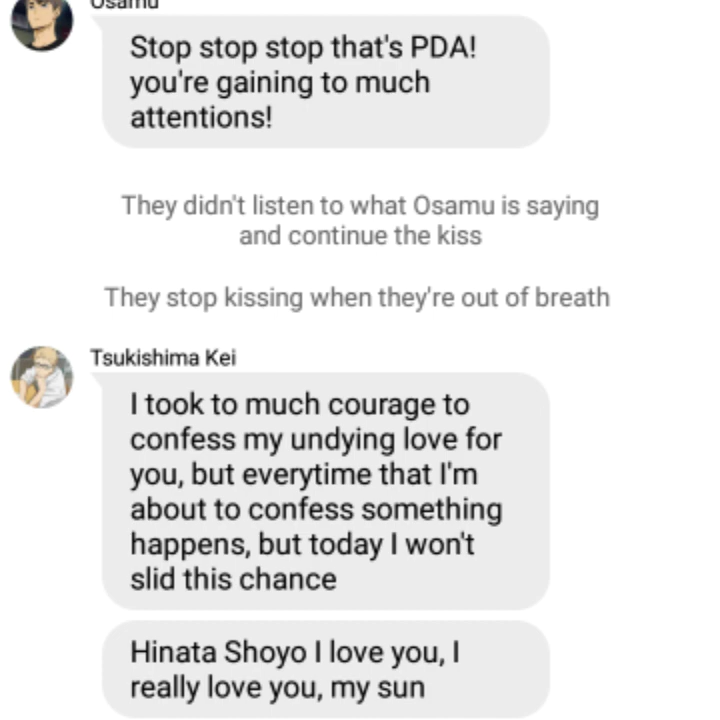 Osamu
Stop stop stop that's PDA!
you're gaining to much
attentions!
They didn't listen to what Osamu is saying
and continue the kiss
They stop kissing when they're out of breath
Tsukishima Kei
I took to much courage to
confess my undying love for
you, but everytime that I'm
about to confess something
happens, but today I won't
slid this chance
Hinata Shoyo I love you, I
really love you, my sun